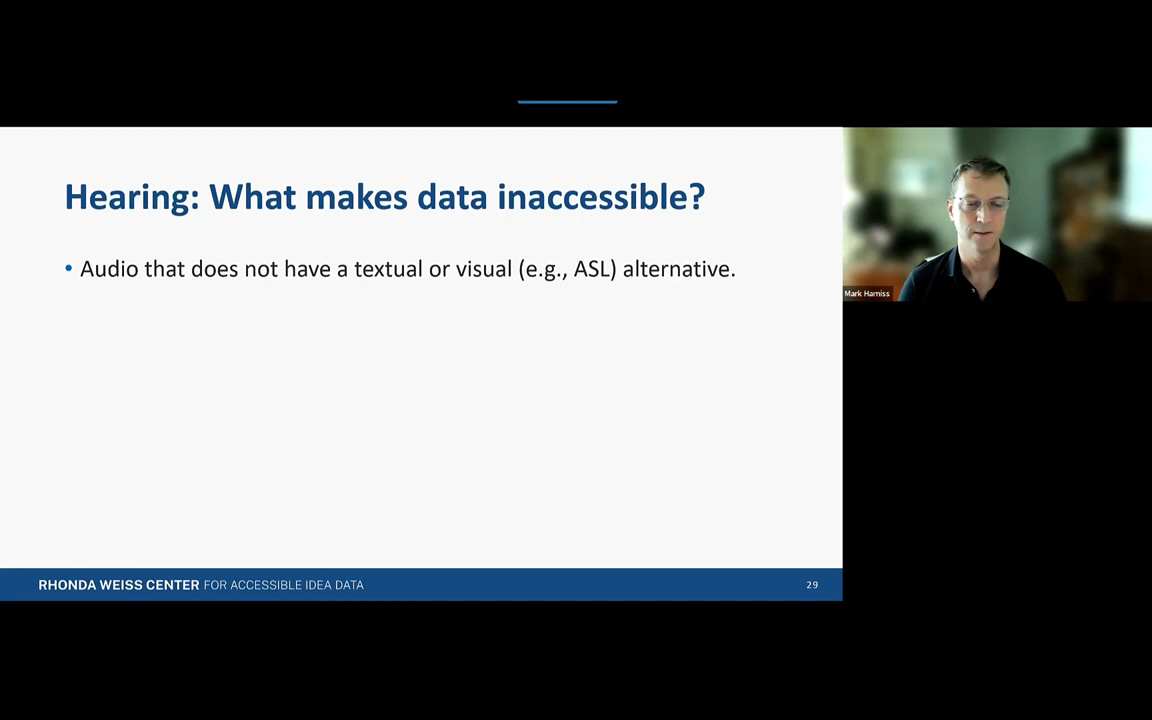 Hearing: What makes data inaccessible?
• Audio that does not have a textual or visual (e.g., ASL) alternative.
Mark Harniss
RHONDA WEISS CENTER FOR ACCESSIBLE IDEA DATA
29